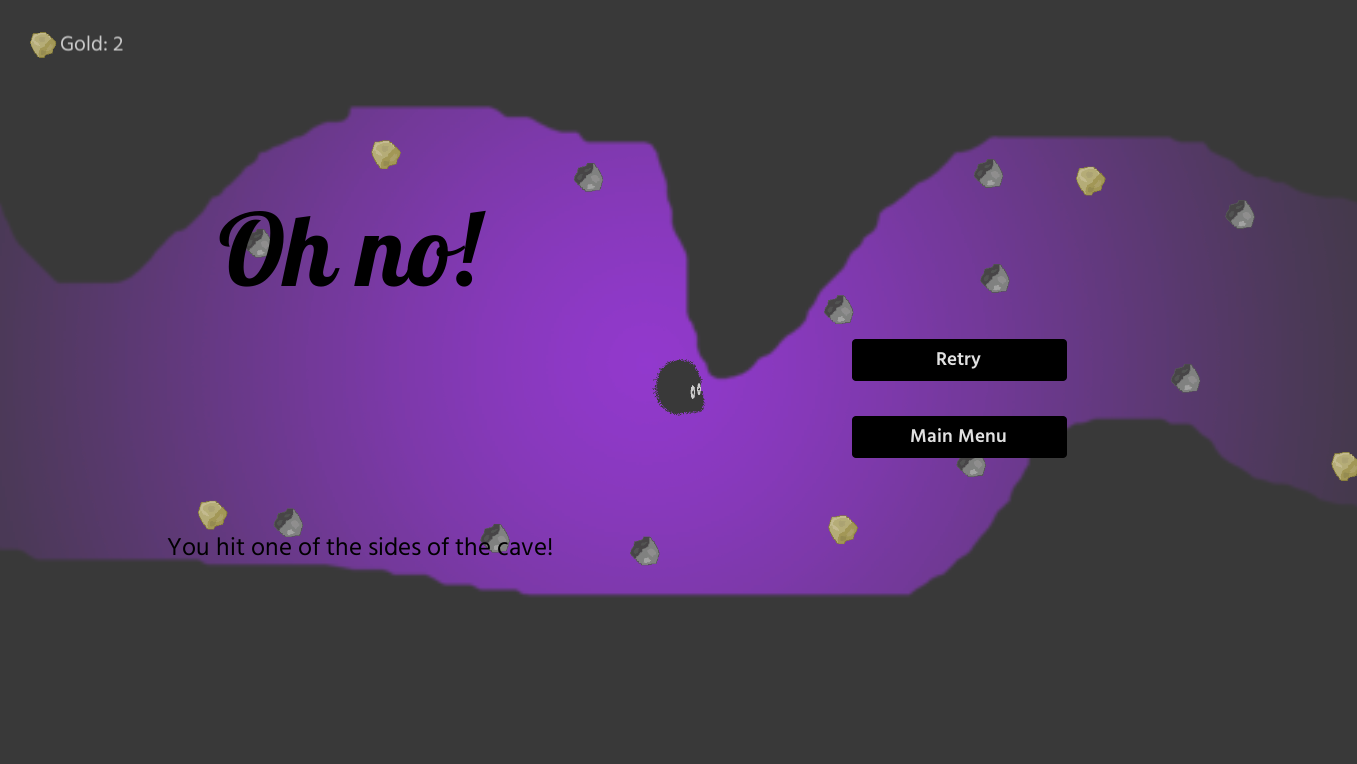 Gold: 2
Oh no!
Retry
Main Menu
You hit one of the sides of the cave!